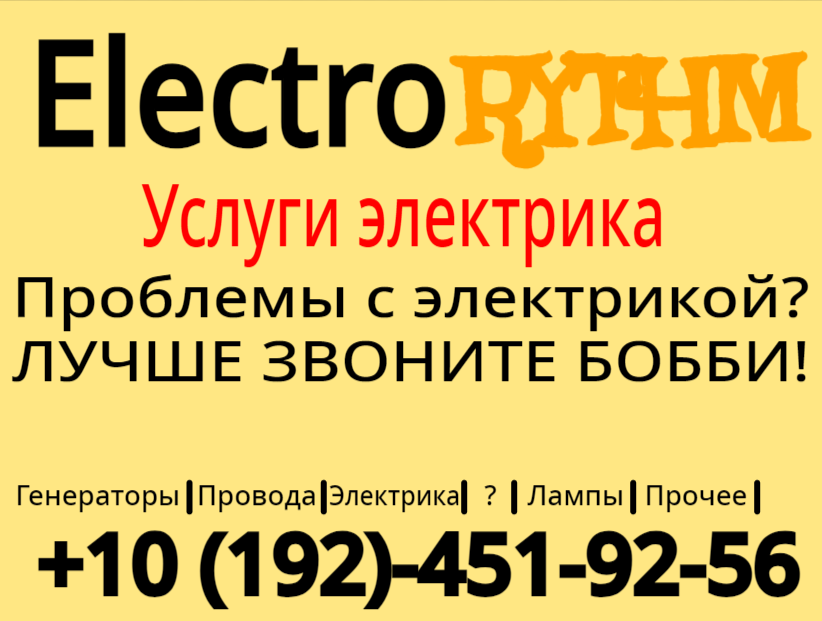 ElectroRYTHM
Услуги электрика
Проблемы с электрикой?
ЛУЧШЕ ЗВОНИТЕ БОББИ!
Генераторы|Провода|Электрика| ? | Лампы| Прочее|
+10 (192)-451-92-56